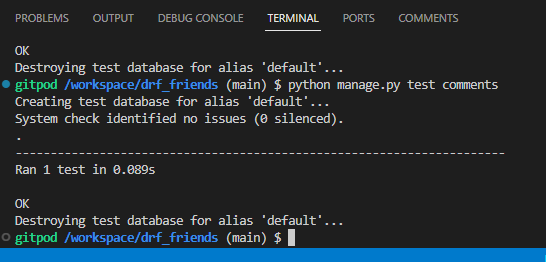 PROBLEMS OUTPUT DEBUG CONSOLE TERMINAL PORTS COMMENTS
OK
Destroying test database for alias 'default'...
gitpod /workspace/drf_friends (main) $ python manage.py test comments
Creating test database for alias 'default'...
System check identified no issues (0 silenced).
.
----------------------------------------------------------------------
Ran 1 test in 0.089s
OK
Destroying test database for alias 'default'...
gitpod /workspace/drf_friends (main) $